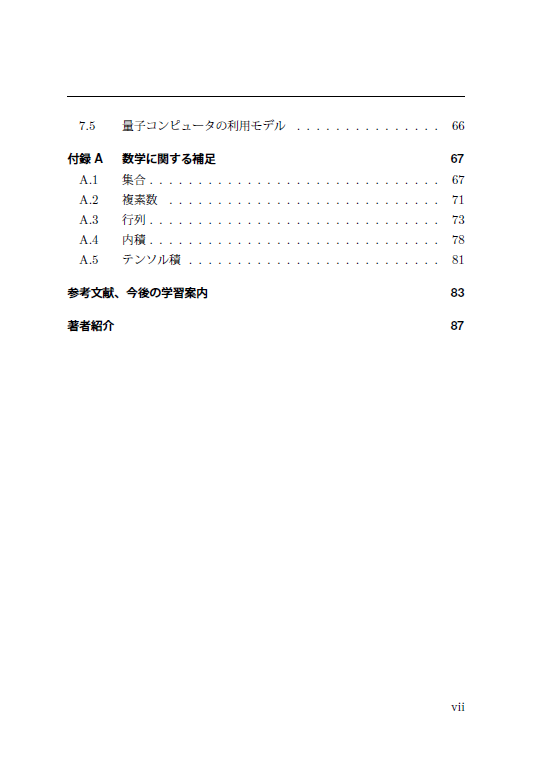 7.5 量子コンピュータの利用モデル . . . . . . . . . . . . . . . 66
付録 A 数学に関する補足 67
A.1 集合 . . . . . . . . . . . . . . . . . . . . . . . . . . . . . . 67
A.2 複素数 . . . . . . . . . . . . . . . . . . . . . . . . . . . . 71
A.3 行列 . . . . . . . . . . . . . . . . . . . . . . . . . . . . . . 73
A.4 内積 . . . . . . . . . . . . . . . . . . . . . . . . . . . . . . 78
A.5 テンソル積 . . . . . . . . . . . . . . . . . . . . . . . . . . 81
参考文献、今後の学習案内 83
著者紹介 87
vii